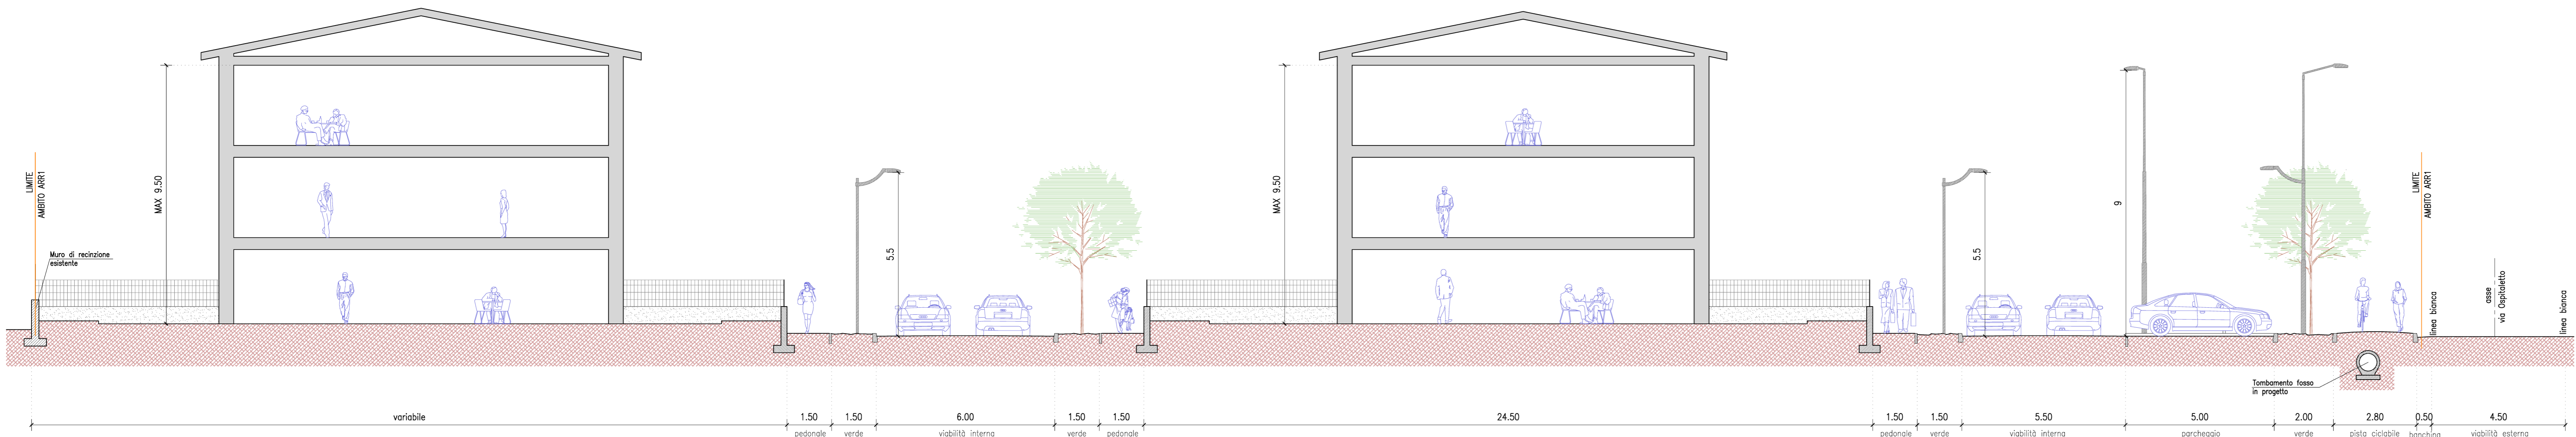 LIMITE
AMBITO ARR1
Muro di recinzione
esistente
MAX 9.50
5.5
MAX 9.50
5.5
9
LIMITE
AMBITO ARR1
linea bianca
asse
via Ospitaletto
linea bianca
Tombamento fosso
in progetto
variabile
1.50
1.50
6.00
1.50
1.50
24.50
1.50
1.50
5.50
5.00
2.00
2.80
0.50
4.50
pedonale
verde
viabilità interna
verde
pedonale
pedonale
verde
viabilità interna
parcheggio
verde
pista ciclabile
banchina
viabilità esterna